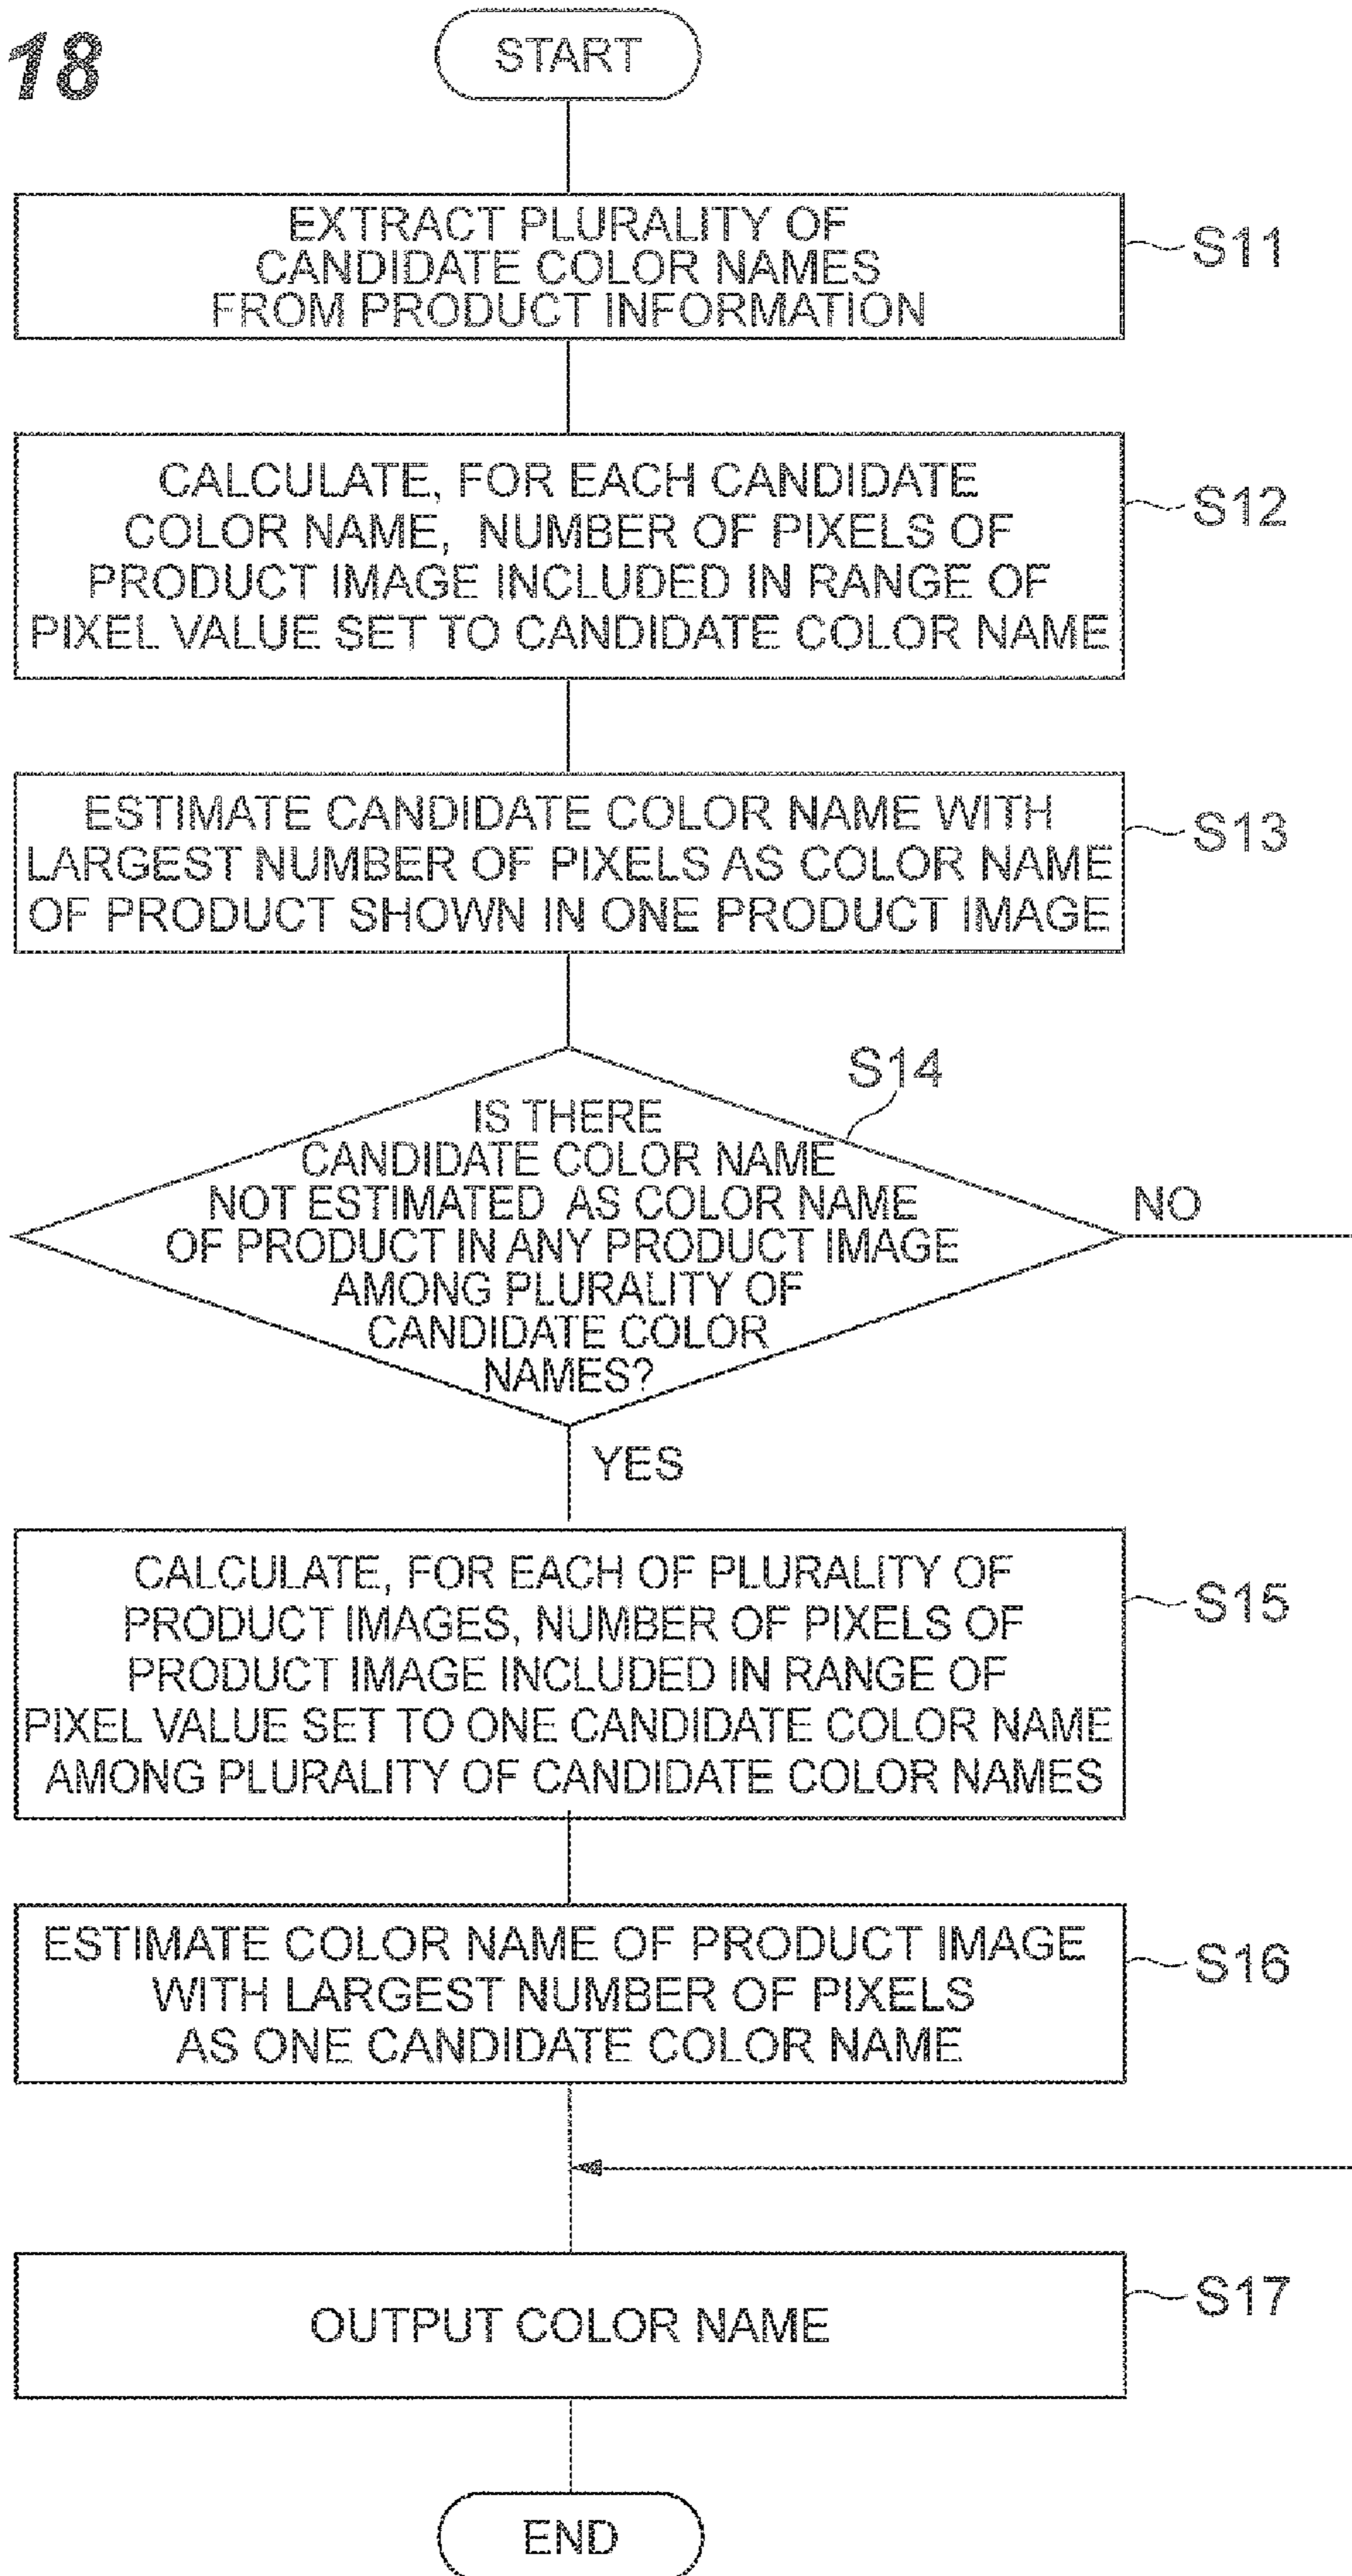 18
START
EXTRACT PLURALITY OF
CANDIDATE COLOR NAMES
FROM PRODUCT INFORMATION
S11
CALCULATE, FOR EACH CANDIDATE
COLOR NAME, NUMBER OF PIXELS OF
PRODUCT IMAGE INCLUDED IN RANGE OF
PIXEL VALUE SET TO CANDIDATE COLOR NAME
S12
ESTIMATE CANDIDATE COLOR NAME WITH
LARGEST NUMBER OF PIXELS AS COLOR NAME
OF PRODUCT SHOWN IN ONE PRODUCT IMAGE
S13
S14
IS THERE
CANDIDATE COLOR NAME
NOT ESTIMATED AS COLOR NAME
OF PRODUCT IN ANY PRODUCT IMAGE
AMONG PLURALITY OF
CANDIDATE COLOR
NAMES?
NO
YES
CALCULATE, FOR EACH OF PLURALITY OF
PRODUCT IMAGES, NUMBER OF PIXELS OF
PRODUCT IMAGE INCLUDED IN RANGE OF
PIXEL VALUE SET TO ONE CANDIDATE COLOR NAME
AMONG PLURALITY OF CANDIDATE COLOR NAMES
S15
ESTIMATE COLOR NAME OF PRODUCT IMAGE
WITH LARGEST NUMBER OF PIXELS
AS ONE CANDIDATE COLOR NAME
S16
OUTPUT COLOR NAME
S17
END